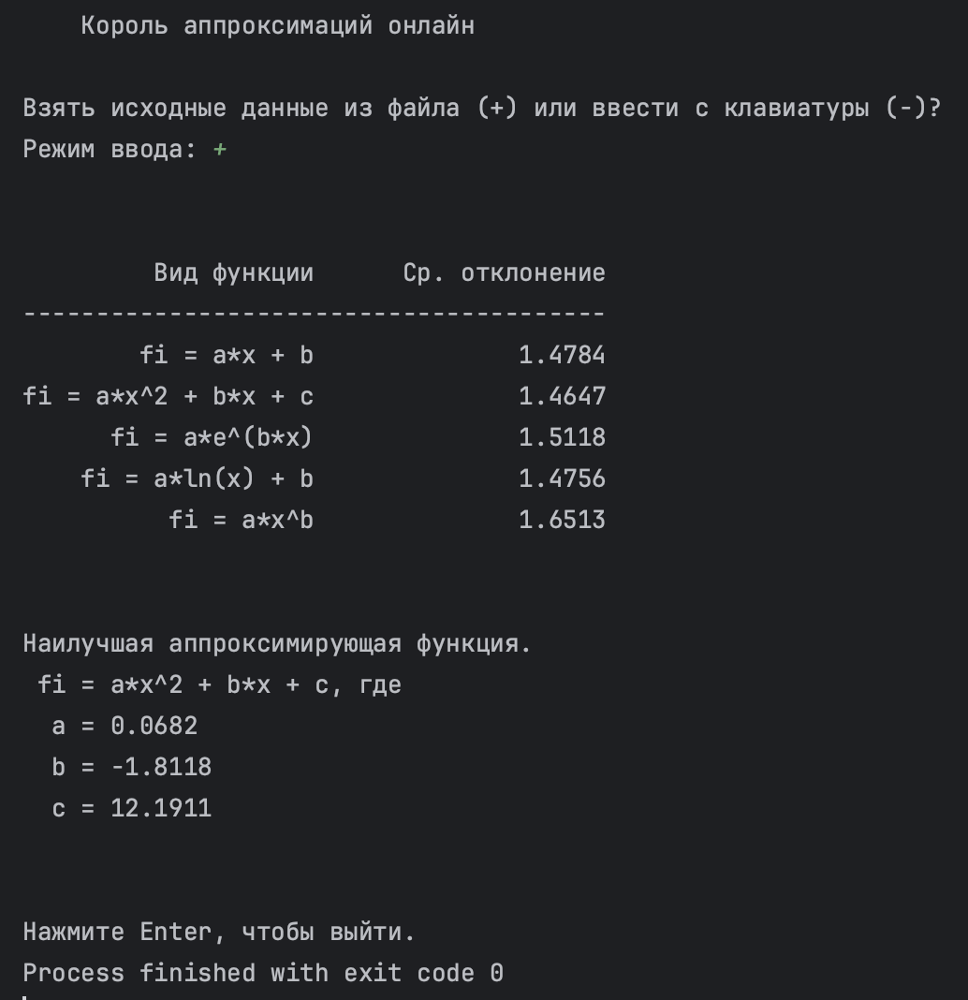 Король аппроксимаций онлайн
Взять исходные данные из файла (+) или ввести с клавиатуры (-)?
Режим ввода: +
Вид функции Ср. отклонение
----------------------------------------
fi = a*x + b 1.4784
fi = a*x^2 + b*x + c 1.4647
fi = a*e^(b*x) 1.5118
fi = a*ln(x) + b 1.4756
fi = a*x^b 1.6513
Наилучшая аппроксимирующая функция.
fi = a*x^2 + b*x + c, где
a = 0.0682
b = -1.8118
c = 12.1911
Нажмите Enter, чтобы выйти.
Process finished with exit code 0